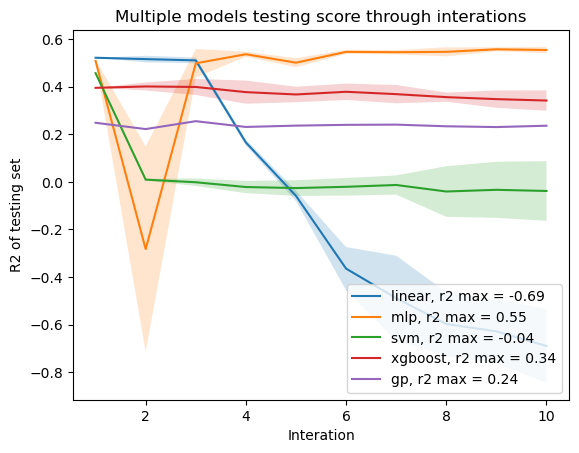 Multiple models testing score through interations
R2 of testing set
0.6
0.4
0.2
0.0
−0.2
−0.4
−0.6
−0.8
linear, r2 max = -0.69
mlp, r2 max = 0.55
svm, r2 max = -0.04
xgboost, r2 max = 0.34
gp, r2 max = 0.24
2 4 6 8 10
Interation